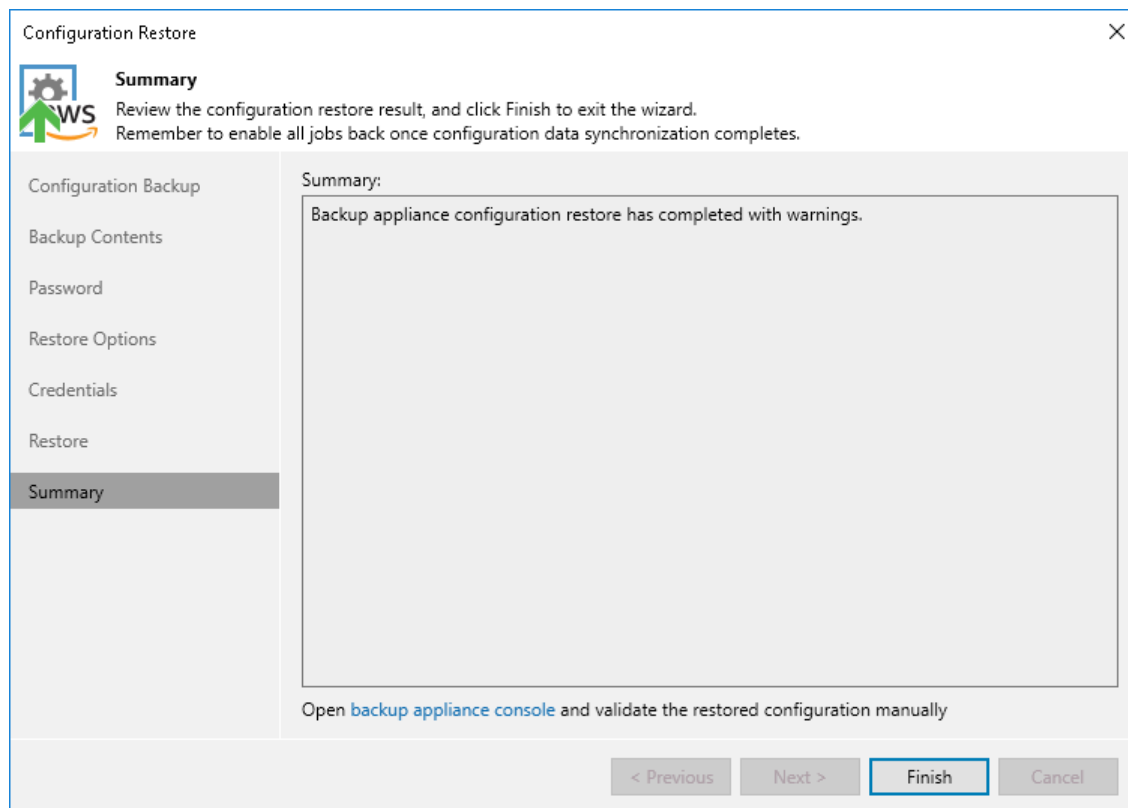 Configuration Restore
Summary
Review the configuration restore result, and click Finish to exit the wizard.
Remember to enable all jobs back once configuration data synchronization completes.
WS
Configuration Backup
Backup Contents
Password
Restore Options
Credentials
Restore
Summary
Summary:
Backup appliance configuration restore has completed with warnings.
Open backup appliance console and validate the restored configuration manually
< Previous
Next >
Finish
Cancel